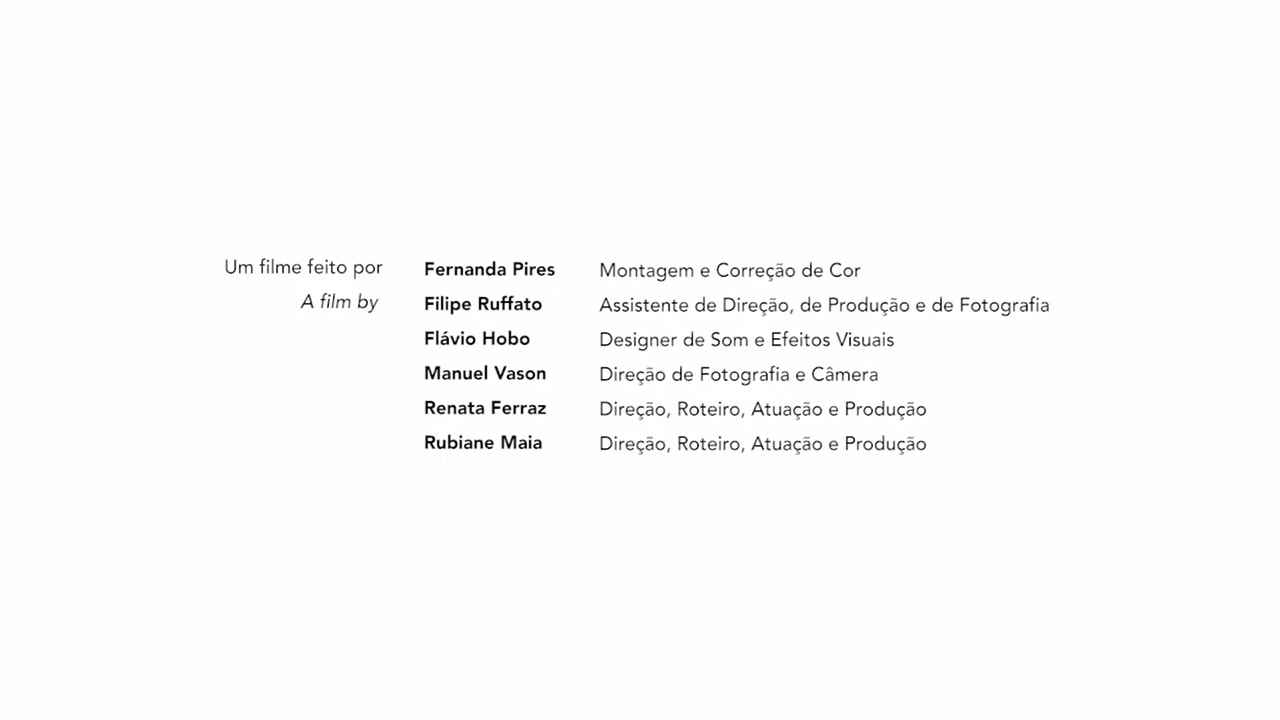 Um filme feito por Fernanda Pires Montagem e Correção de Cor
A film by Filipe Ruffato Assistente de Direção, de Produção e de Fotografia
Flávio Hobo Designer de Som e Efeitos Visuais
Manuel Vason Direção de Fotografia e Câmera
Renata Ferraz Direção, Roteiro, Atuação e Produção
Rubiane Maia Direção, Roteiro, Atuação e Produção